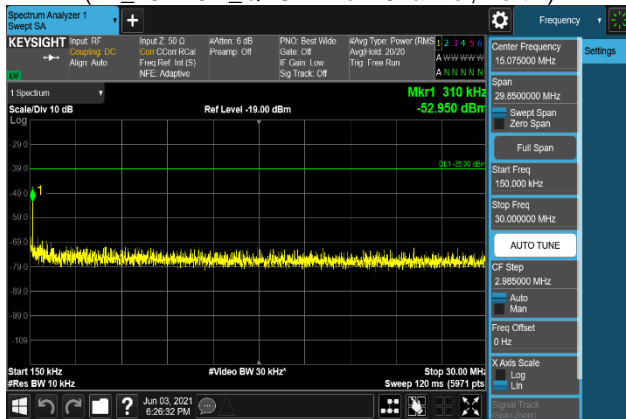 Spectrum Analyzer 1
Swept SA
Frequency
KEYSIGHT
Input: RF
Coupling: DC
Align: Auto
Input Z: 50 Ω
Corr CCorr RCal
Freq Ref: Int (S)
NFE: Adaptive
#Atten: 6 dB
Preamp: Off
PNO: Best Wide
Gate: Off
IF Gain: Low
Sig Track: Off
#Avg Type: Power (RMS
Avg|Hold: 20/20
Trig: Free Run
1 2 3 4 5 6
A W W W W W
A N N N N N
LXI
1 Spectrum
Scale/Div 10 dB
Log
Ref Level -19.00 dBm
Mkr1 310 kHz
-52.950 dBm
DL1 -39.00 dBm
1
-29.0
-39.0
-49.0
-59.0
-69.0
-79.0
-89.0
-99.0
-109
Start 150 kHz
#Res BW 10 kHz
#Video BW 30 kHz*
Stop 30.00 MHz
Sweep 120 ms (5971 pts
Center Frequency
15.075000 MHz
Settings
Span
29.8500000 MHz
Swept Span
Zero Span
Full Span
Start Freq
150.000 kHz
Stop Freq
30.000000 MHz
AUTO TUNE
CF Step
2.985000 MHz
Auto
Man
Freq Offset
0 Hz
X Axis Scale
Log
Lin
Signal Track
(Span Zoom)
?
Jun 03, 2021
6:26:32 PM